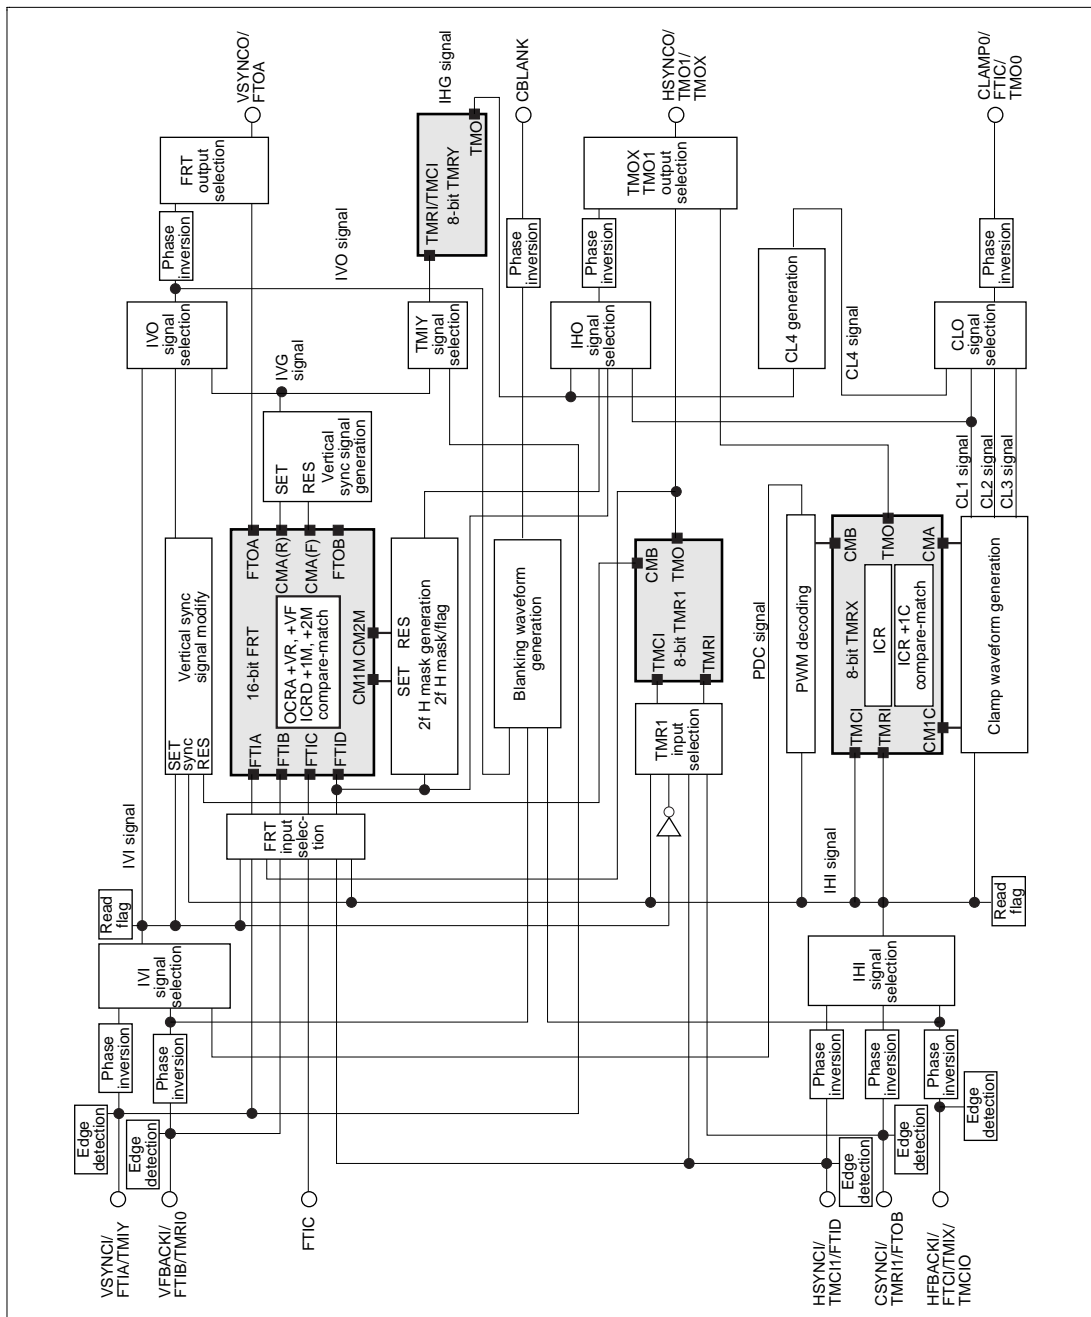 VSYNCI/
FTIA/TMIY
VFBACKI/
FTIB/TMRI0
FTIC
HSYNCI/
TMCI1/FTID
CSYNCI/
TMRI1/FTOB
HFBACKI/
FTCI/TMIX/
TMCIO
Edge
detection
Edge
detection
Edge
detection
Edge
detection
Edge
detection
Phase
inversion
Phase
inversion
Phase
inversion
Phase
inversion
Phase
inversion
IVI
signal
selection
IHI
signal
selection
Read
flag
Read
flag
IVI signal
IHI signal
FRT
input
selec-
tion
SET
sync
RES
Vertical sync
signal modify
FTIA
FTIB
FTIC
FTID
16-bit FRT
OCRA +VR, +VF
ICRD +1M, +2M
compare-match
FTOA
CMA(R)
CMA(F)
FTOB
CM1M
CM2M
SET
RES
2f H mask generation
2f H mask/flag
Blanking waveform
generation
TMR1
input
selection
TMCI
TMRI
8-bit TMR1
CMB
TMO
PDC signal
PWM decoding
TMCI
TMRI
8-bit TMRX
ICR
ICR +1C
compare-match
CMB
TMO
CM1C
CMA
Clamp waveform generation
SET
RES
Vertical
sync signal
generation
IVG
signal
CL1 signal
CL2 signal
CL3 signal
IVO
signal
selection
TMIY
signal
selection
IHO
signal
selection
CL4 generation
CL4 signal
CLO
signal
selection
IVO signal
Phase
inversion
Phase
inversion
Phase
inversion
Phase
inversion
TMRI/TMCI
8-bit TMRY
TMO
IHG signal
FRT
output
selection
TMOX
TMO1
output
selection
VSYNCO/
FTOA
CBLANK
HSYNCO/
TMO1/
TMOX
CLAMP0/
FTIC/
TMO0